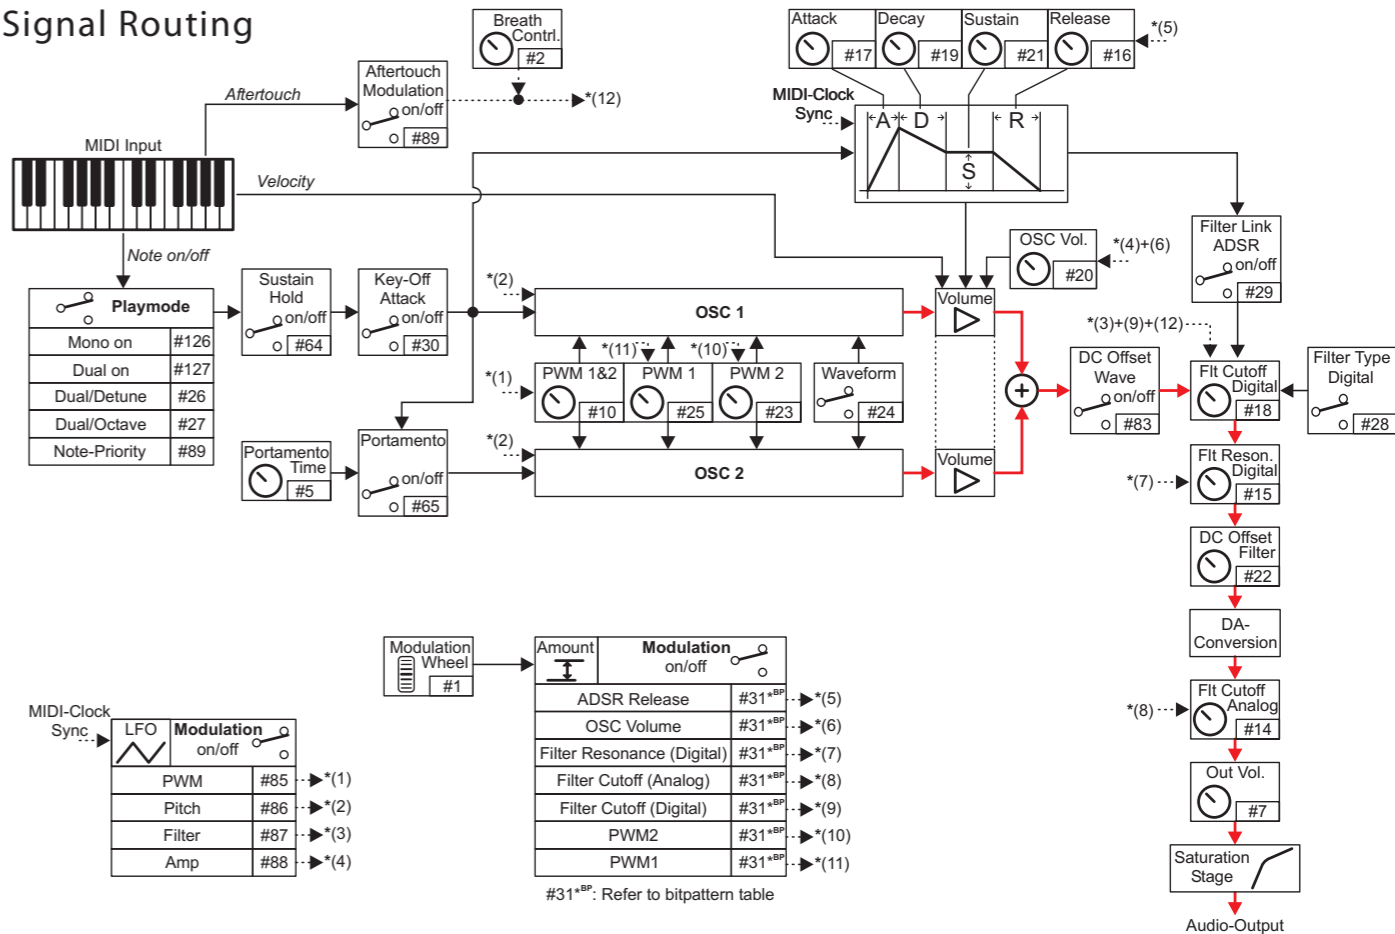 Signal Routing
Breath
Contrl.
#2
Aftertouch
Modulation
on/off
#89
Aftertouch
*(12)
Attack
#17
Decay
#19
Sustain
#21
Release
#16
*(5)
MIDI-Clock
Sync
A
D
R
S
MIDI Input
Velocity
Note on/off
Playmode
Mono on #126
Dual on #127
Dual/Detune #26
Dual/Octave #27
Note-Priority #89
Sustain
Hold
on/off
#64
Key-Off
Attack
on/off
#30
Portamento
Time
#5
Portamento
on/off
#65
*(2)
OSC 1
*(1)
PWM 1&2
#10
*(11)
PWM 1
#25
*(10)
PWM 2
#23
Waveform
#24
*(2)
OSC 2
OSC Vol.
#20
*(4)+(6)
Volume
Volume
+
DC Offset
Wave
on/off
#83
Filter Link
ADSR
on/off
#29
*(3)+(9)+(12)
Flt Cutoff
Digital
#18
Filter Type
Digital
#28
*(7)
Flt Reson.
Digital
#15
DC Offset
Filter
#22
DA-
Conversion
*(8)
Flt Cutoff
Analog
#14
Out Vol.
#7
Saturation
Stage
Audio-Output
Modulation
Wheel
#1
Amount
Modulation
on/off
ADSR Release #31*BP *(5)
OSC Volume #31*BP *(6)
Filter Resonance (Digital) #31*BP *(7)
Filter Cutoff (Analog) #31*BP *(8)
Filter Cutoff (Digital) #31*BP *(9)
PWM2 #31*BP *(10)
PWM1 #31*BP *(11)
#31*BP: Refer to bitpattern table
MIDI-Clock
Sync
LFO
Modulation
on/off
PWM #85 *(1)
Pitch #86 *(2)
Filter #87 *(3)
Amp #88 *(4)